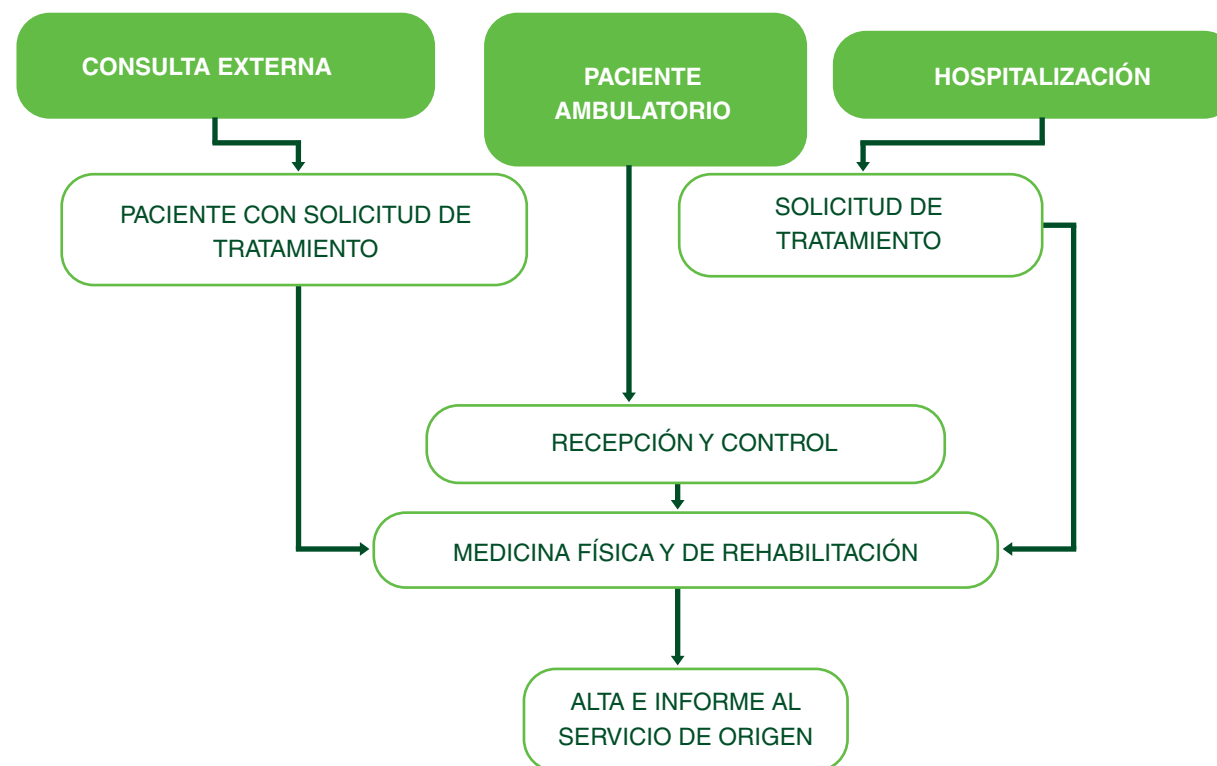 CONSULTA EXTERNA
PACIENTE
AMBULATORIO
HOSPITALIZACIÓN
PACIENTE CON SOLICITUD DE
TRATAMIENTO
SOLICITUD DE
TRATAMIENTO
RECEPCIÓN Y CONTROL
MEDICINA FÍSICA Y DE REHABILITACIÓN
ALTA E INFORME AL
SERVICIO DE ORIGEN